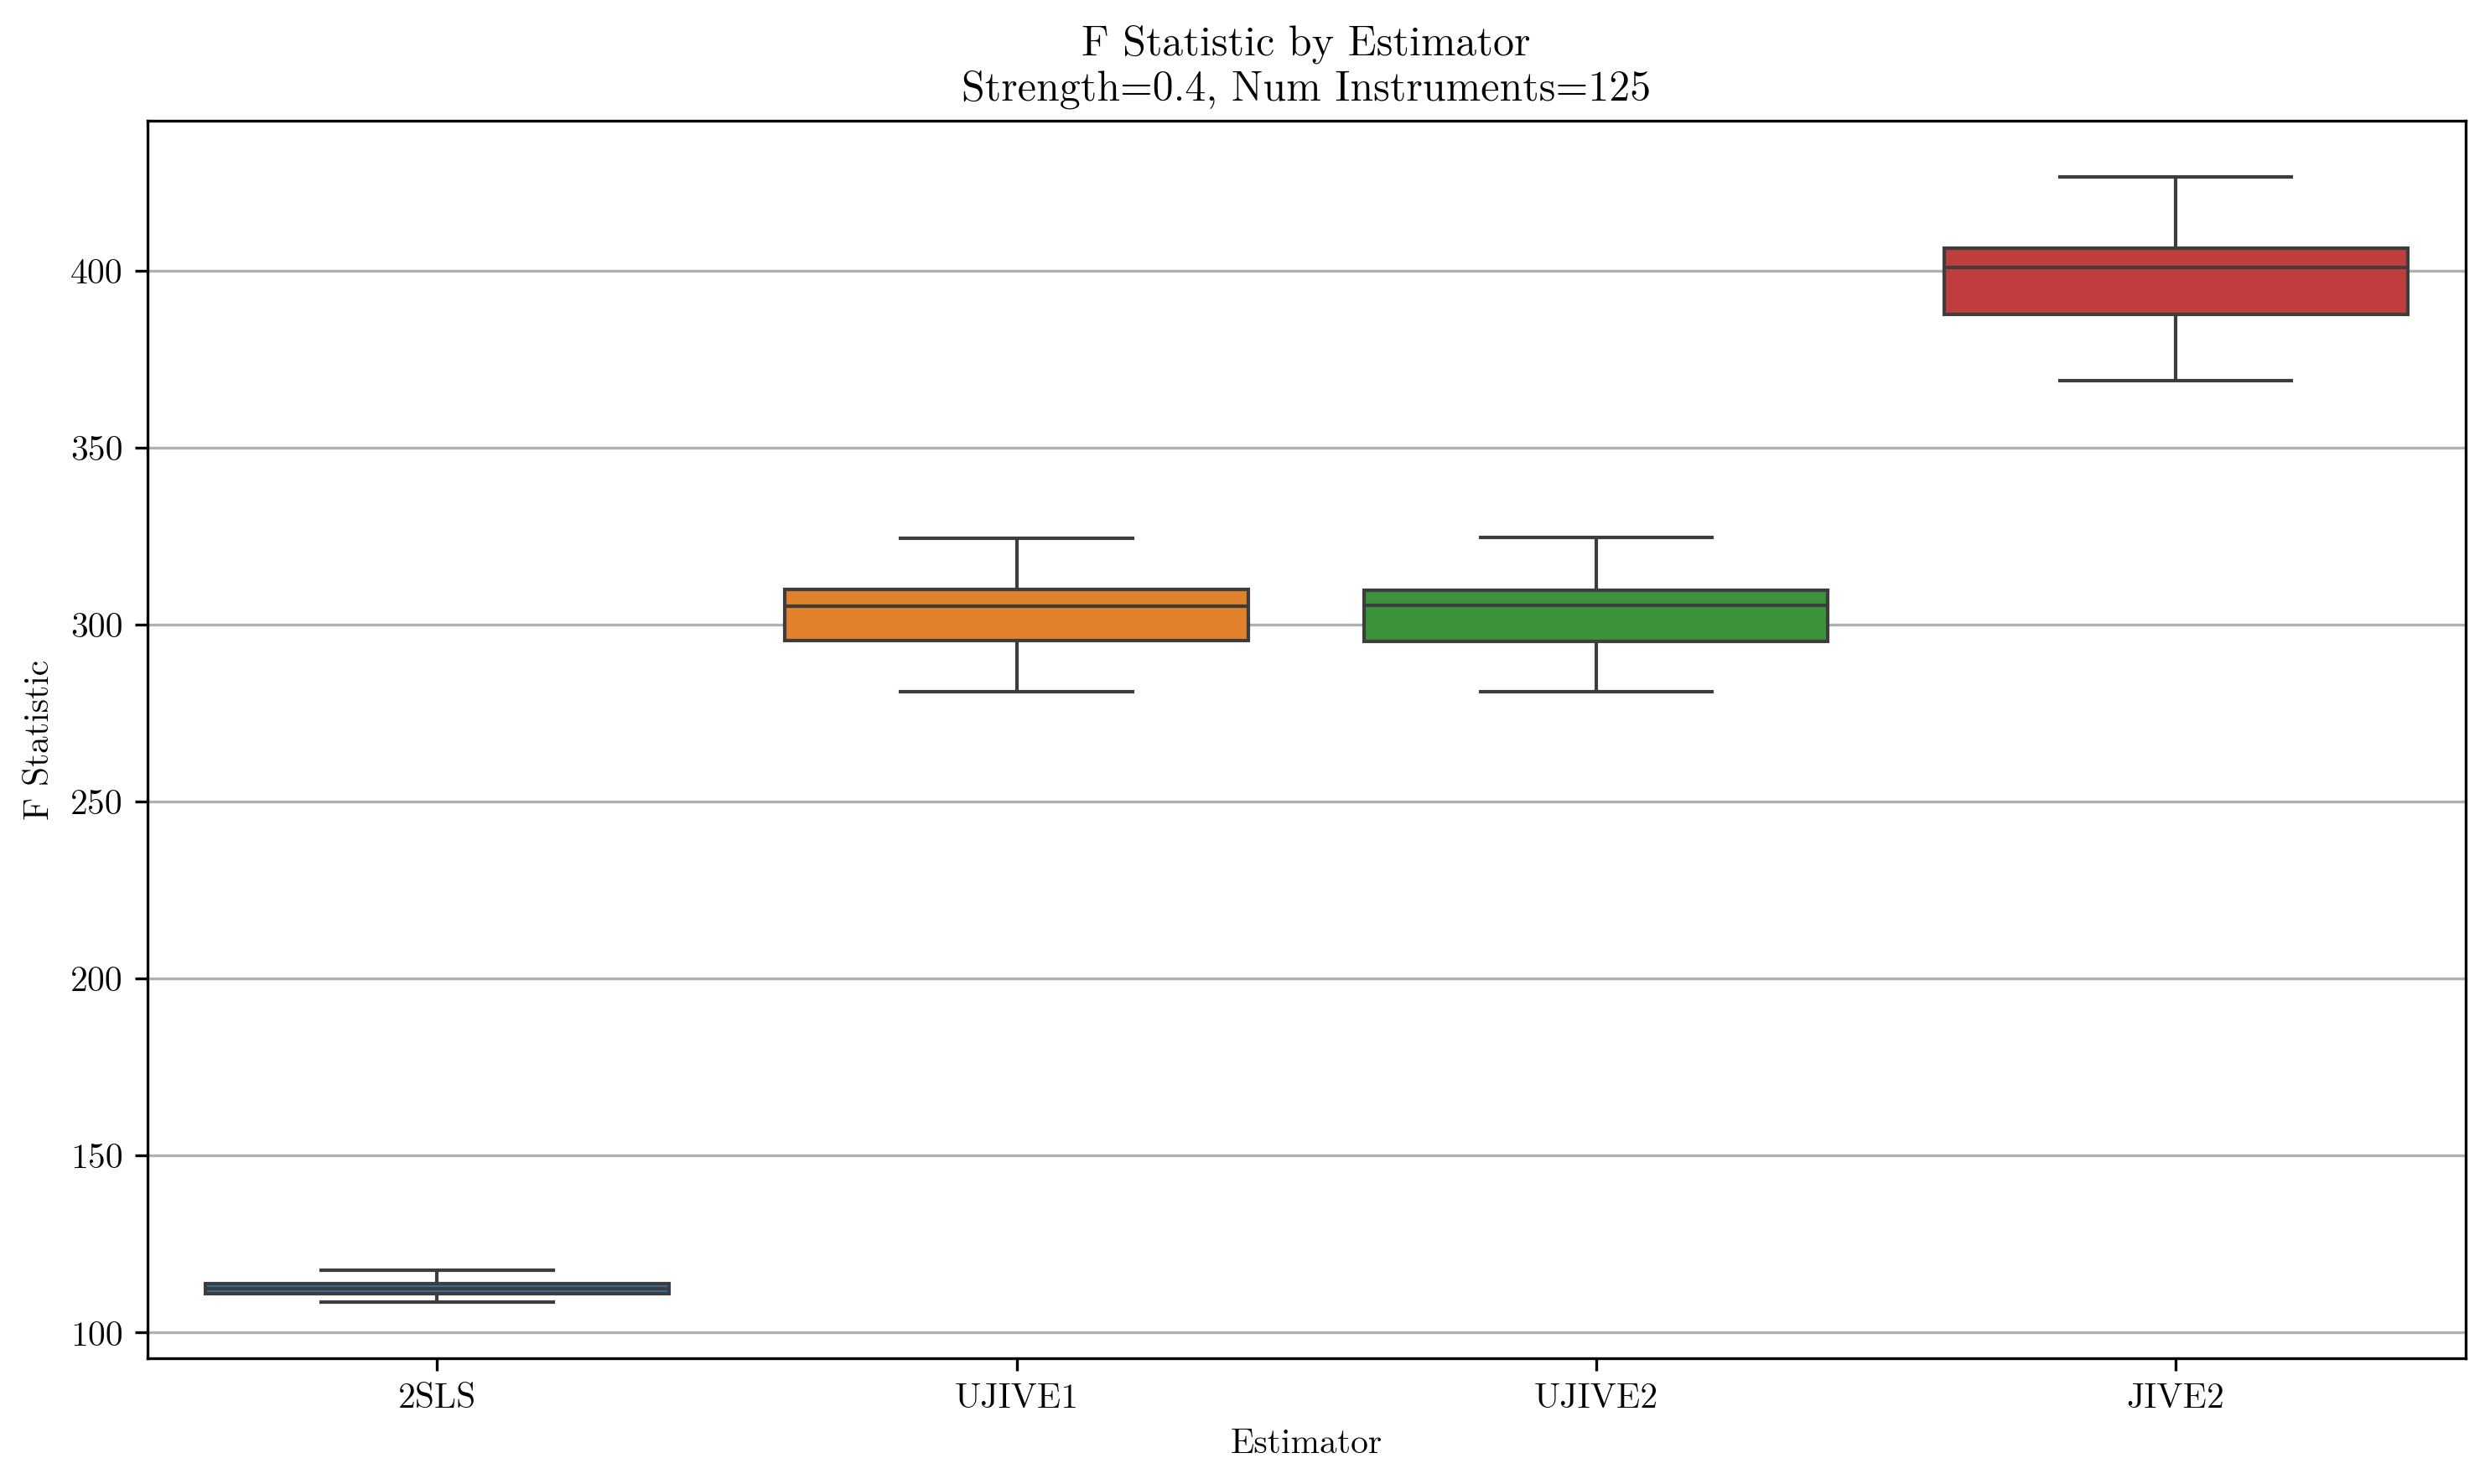 F Statistic by Estimator
Strength=0.4, Num Instruments=125
F Statistic
400
350
300
250
200
150
100
2SLS
UJIVE1
UJIVE2
JIVE2
Estimator